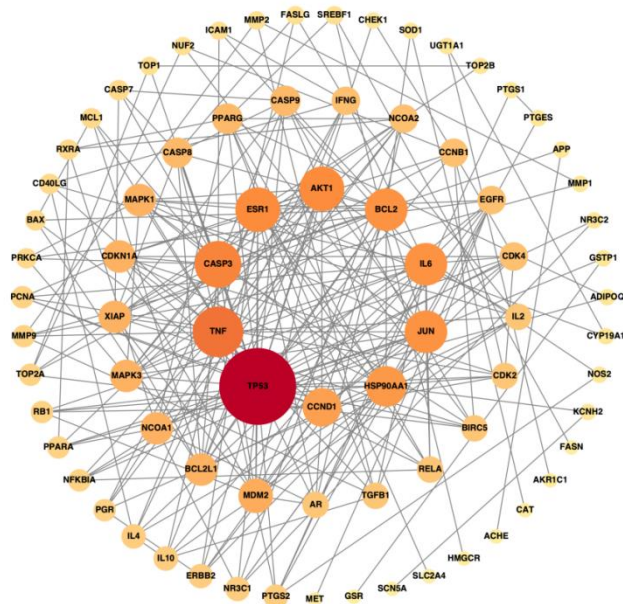 FASLG
SREBF1
MMP2
CHEK1
ICAM1
SOD1
NUF2
UGT1A1
TOP1
TOP2B
CASP7
CASP9
IFNG
PTGS1
MCL1
PPARG
NCOA2
PTGES
RXRA
CASP8
CCNB1
APP
CD40LG
AKT1
MMP1
MAPK1
ESR1
BCL2
EGFR
BAX
NR3C2
PRKCA
CDKN1A
CASP3
IL6
CDK4
GSTP1
PCNA
ADIPOQ
XIAP
IL2
MMP9
TNF
JUN
CYP19A1
TOP2A
MAPK3
TP53
HSP90AA1
CDK2
NOS2
RB1
CCND1
KCNH2
NCOA1
BIRC5
PPARA
FASN
BCL2L1
RELA
NFKBIA
AKR1C1
MDM2
TGFB1
PGR
AR
CAT
IL4
ACHE
IL10
HMGCR
ERBB2
SLC2A4
NR3C1
SCN5A
PTGS2
MET
GSR